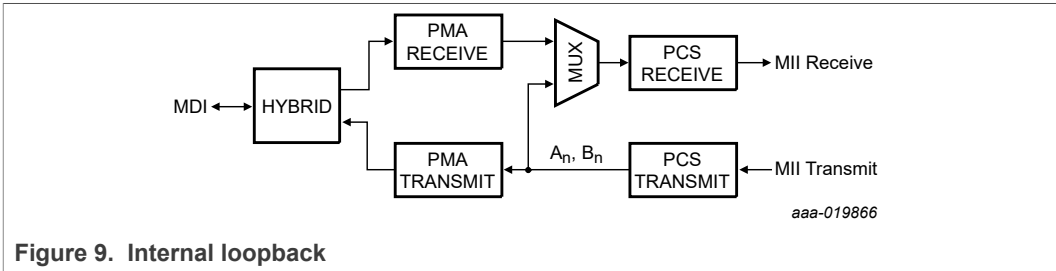 PMA
RECEIVE
MUX
PCS
RECEIVE
MII Receive
MDI
HYBRID
PMA
TRANSMIT
Aₙ, Bₙ
PCS
TRANSMIT
MII Transmit
aaa-019866
Figure 9. Internal loopback